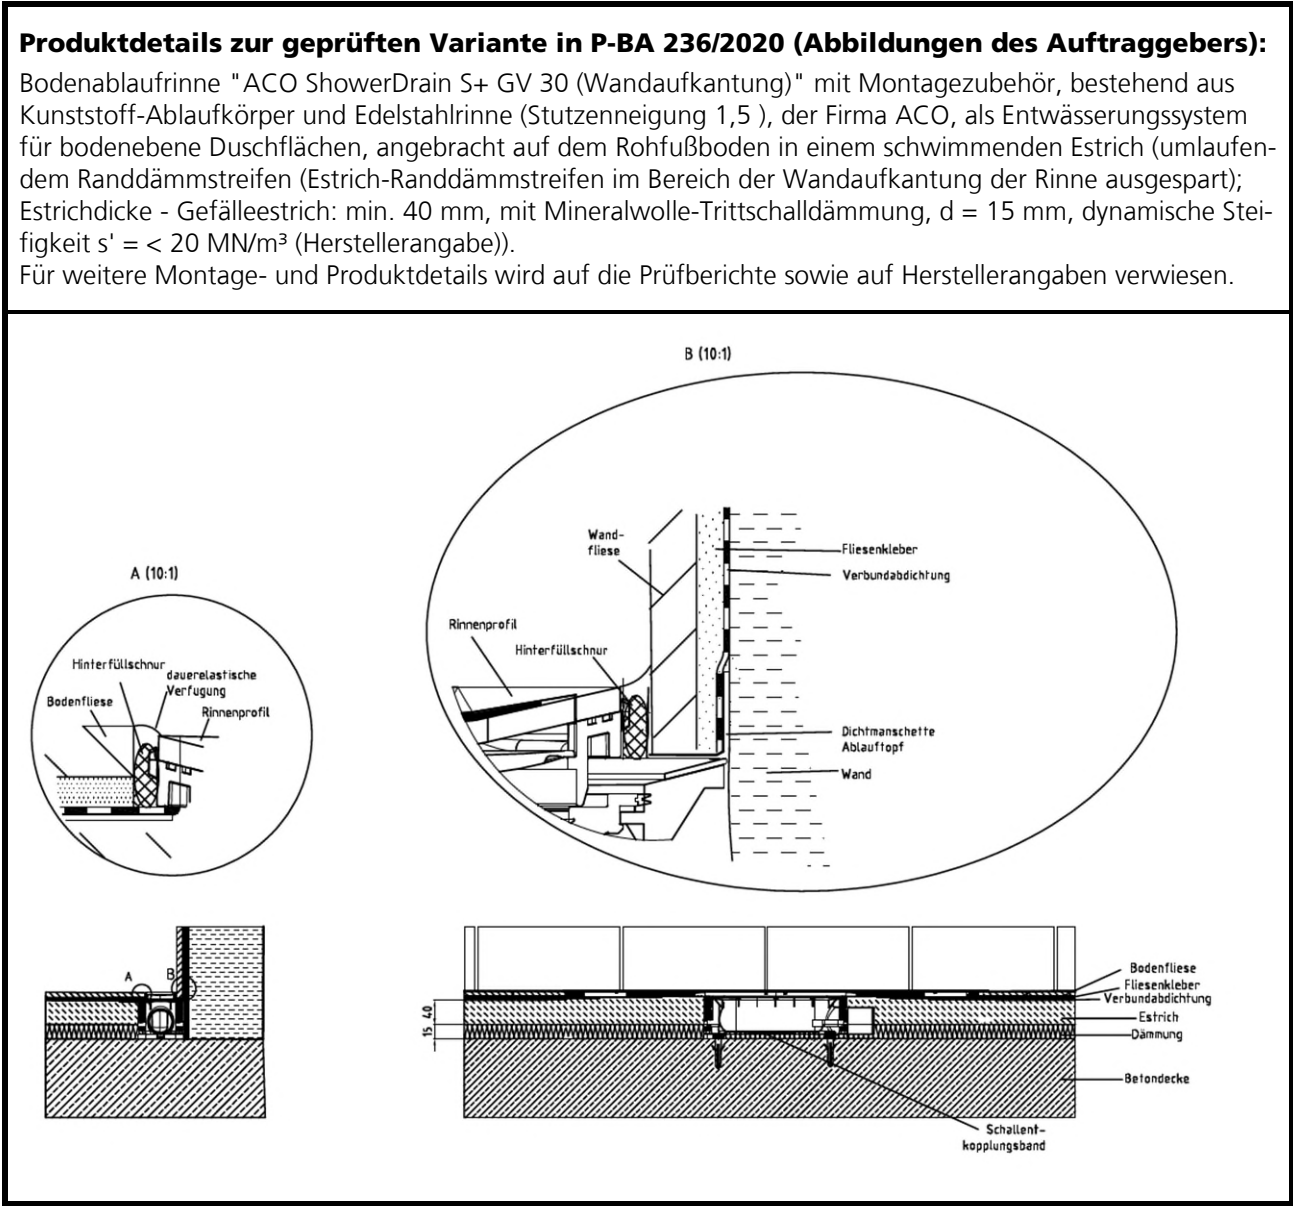 Produktdetails zur geprüften Variante in P-BA 236/2020 (Abbildungen des Auftraggebers):
Bodenablaufrinne "ACO ShowerDrain S+ GV 30 (Wandaufkantung)" mit Montagezubehör, bestehend aus
Kunststoff-Ablaufkörper und Edelstahlrinne (Stutzenneigung 1,5 ), der Firma ACO, als Entwässerungssystem
für bodenebene Duschflächen, angebracht auf dem Rohfußboden in einem schwimmenden Estrich (umlaufen-
dem Randdämmstreifen (Estrich-Randdämmstreifen im Bereich der Wandaufkantung der Rinne ausgespart);
Estrichdicke - Gefälleestrich: min. 40 mm, mit Mineralwolle-Trittschalldämmung, d = 15 mm, dynamische Stei-
figkeit s' = < 20 MN/m³ (Herstellerangabe)).
Für weitere Montage- und Produktdetails wird auf die Prüfberichte sowie auf Herstellerangaben verwiesen.
B (10:1)
Wand-
fliese
Fliesenkleber
Verbundabdichtung
Rinnenprofil
Hinterfüllschnur
Dichtmanschette
Ablauftopf
Wand
A (10:1)
Hinterfüllschnur
dauerelastische
Verfugung
Bodenfliese
Rinnenprofil
A
B
40
15
Bodenfliese
Fliesenkleber
Verbundabdichtung
Estrich
Dämmung
Betondecke
Schallent-
kopplungsband